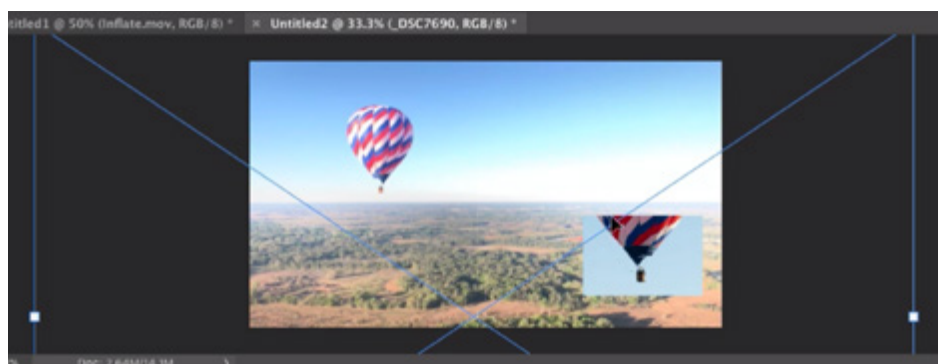 titled1 @ 50% (Inflate.mov, RGB/8) * × Untitled2 @ 33.3% (_DSC7690, RGB/8) *